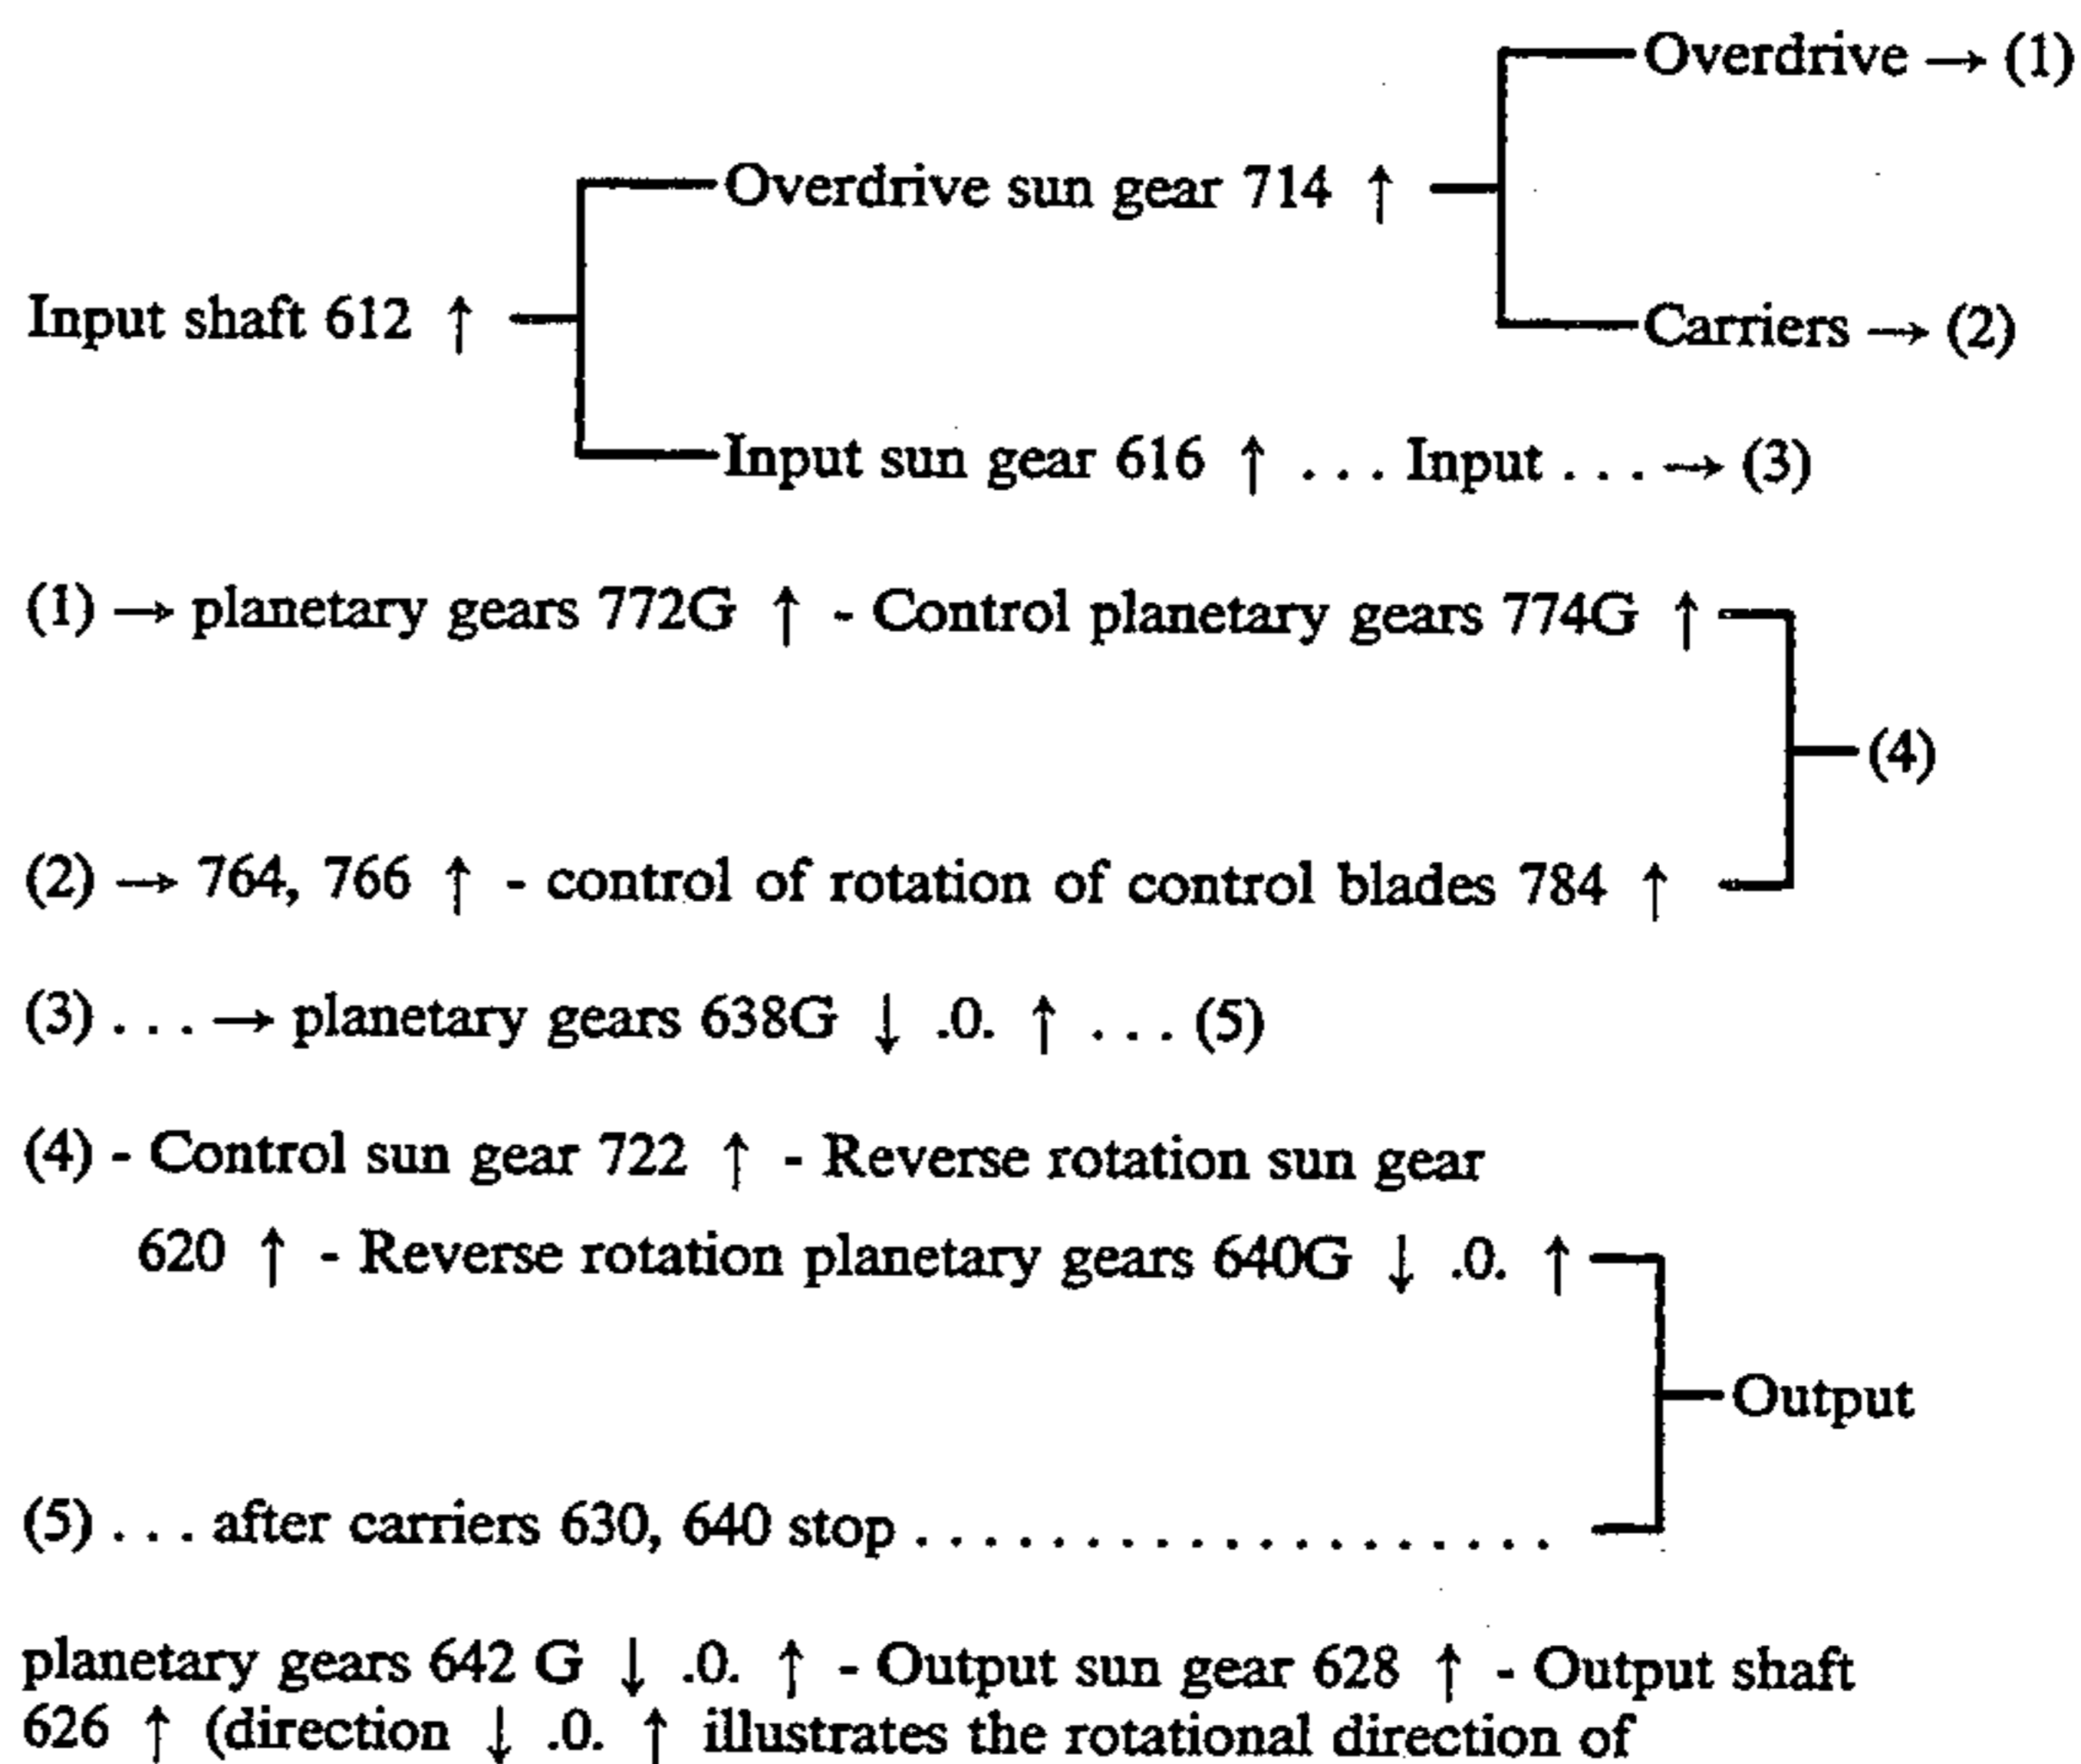 Overdrive → (1)
Overdrive sun gear 714 ↑
Input shaft 612 ↑
Carriers → (2)
Input sun gear 616 ↑ . . . Input . . . → (3)
(1) → planetary gears 772G ↑ - Control planetary gears 774G ↑
(4)
(2) → 764, 766 ↑ - control of rotation of control blades 784 ↑
(3) . . . → planetary gears 638G ↓ .0. ↑ . . . (5)
(4) - Control sun gear 722 ↑ - Reverse rotation sun gear
620 ↑ - Reverse rotation planetary gears 640G ↓ .0. ↑
Output
(5) . . . after carriers 630, 640 stop . . . . . . . . . . . . . . . . . . .
planetary gears 642 G ↓ .0. ↑ - Output sun gear 628 ↑ - Output shaft
626 ↑ (direction ↓ .0. ↑ illustrates the rotational direction of